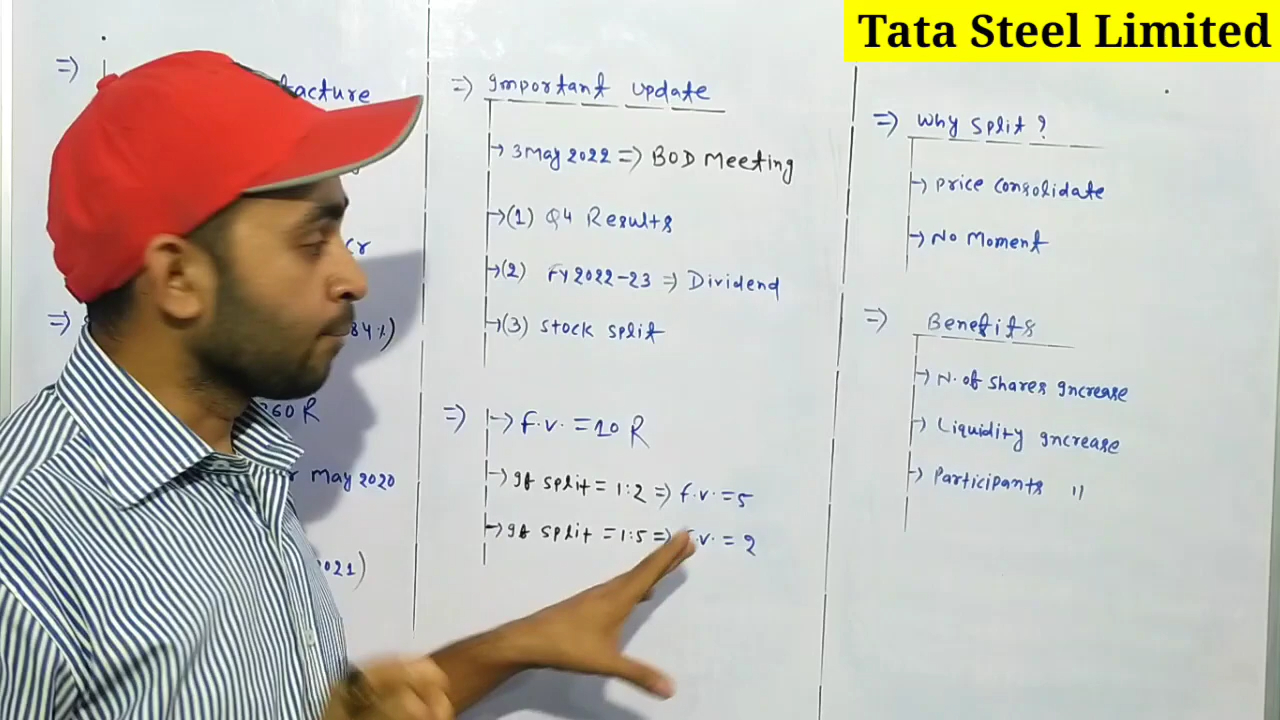 Tata Steel Limited
=>
facture
cr
=>
84%)
260 R
May 2020
2021)
=> Important update
→ 3 May 2022 => BOD Meeting
→ (1) Q4 Results
→ (2) FY 2022-23 => Dividend
→ (3) Stock split
=> → f.v. = 10 R
→ If split = 1:2 => f.v. = 5
→ If split = 1:5 => f.v. = 2
=> Why split ?
→ Price consolidate
→ No Moment
=> Benefits
→ N. of shares increase
→ Liquidity increase
→ Participants "